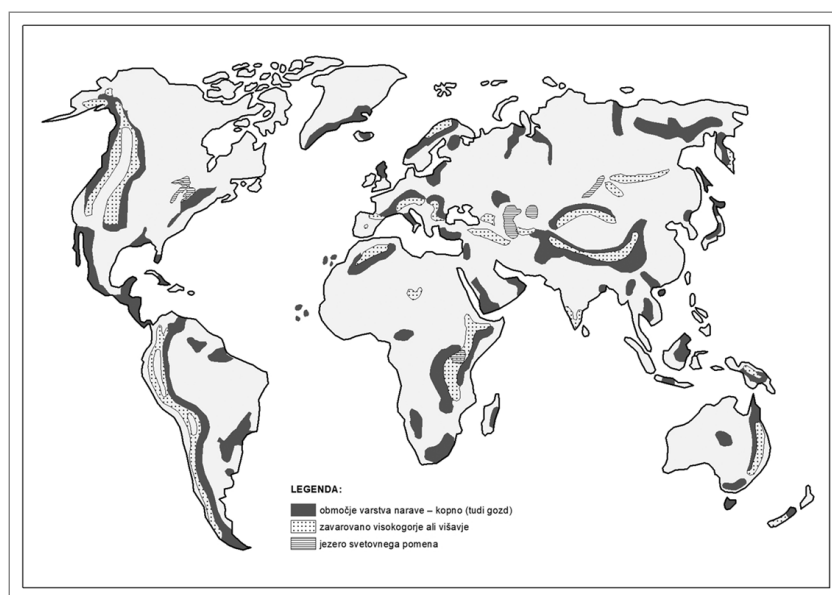 LEGENDA:
območje varstva narave – kopno (tudi gozd)
zavarovano visokogorje ali višavje
jezero svetovnega pomena